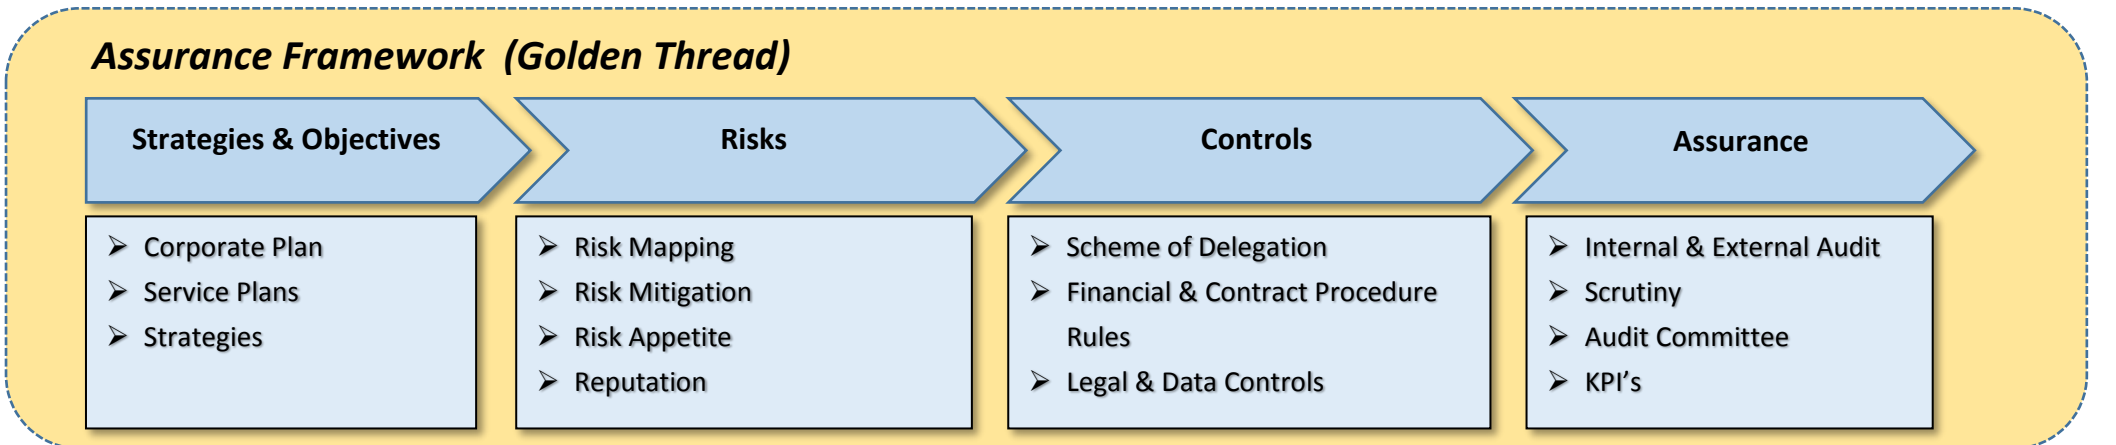 Assurance Framework (Golden Thread)
Strategies & Objectives
Risks
Controls
Assurance
➢ Corporate Plan
➢ Service Plans
➢ Strategies
➢ Risk Mapping
➢ Risk Mitigation
➢ Risk Appetite
➢ Reputation
➢ Scheme of Delegation
➢ Financial & Contract Procedure
Rules
➢ Legal & Data Controls
➢ Internal & External Audit
➢ Scrutiny
➢ Audit Committee
➢ KPI’s